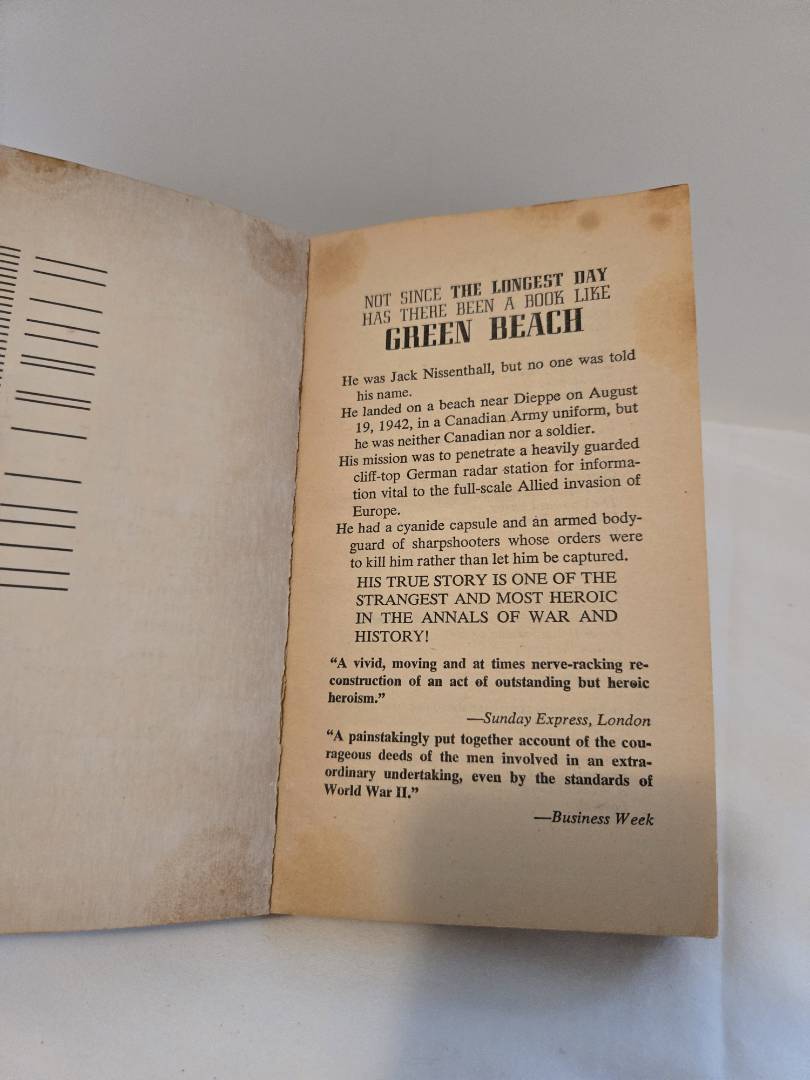 NOT SINCE THE LONGEST DAY
HAS THERE BEEN A BOOK LIKE
GREEN BEACH
He was Jack Nissenthall, but no one was told
his name.
He landed on a beach near Dieppe on August
19, 1942, in a Canadian Army uniform, but
he was neither Canadian nor a soldier.
His mission was to penetrate a heavily guarded
cliff-top German radar station for informa-
tion vital to the full-scale Allied invasion of
Europe.
He had a cyanide capsule and an armed body-
guard of sharpshooters whose orders were
to kill him rather than let him be captured.
HIS TRUE STORY IS ONE OF THE
STRANGEST AND MOST HEROIC
IN THE ANNALS OF WAR AND
HISTORY!
“A vivid, moving and at times nerve-racking re-
construction of an act of outstanding but heroic
heroism.”
—Sunday Express, London
“A painstakingly put together account of the cou-
rageous deeds of the men involved in an extra-
ordinary undertaking, even by the standards of
World War II.”
—Business Week